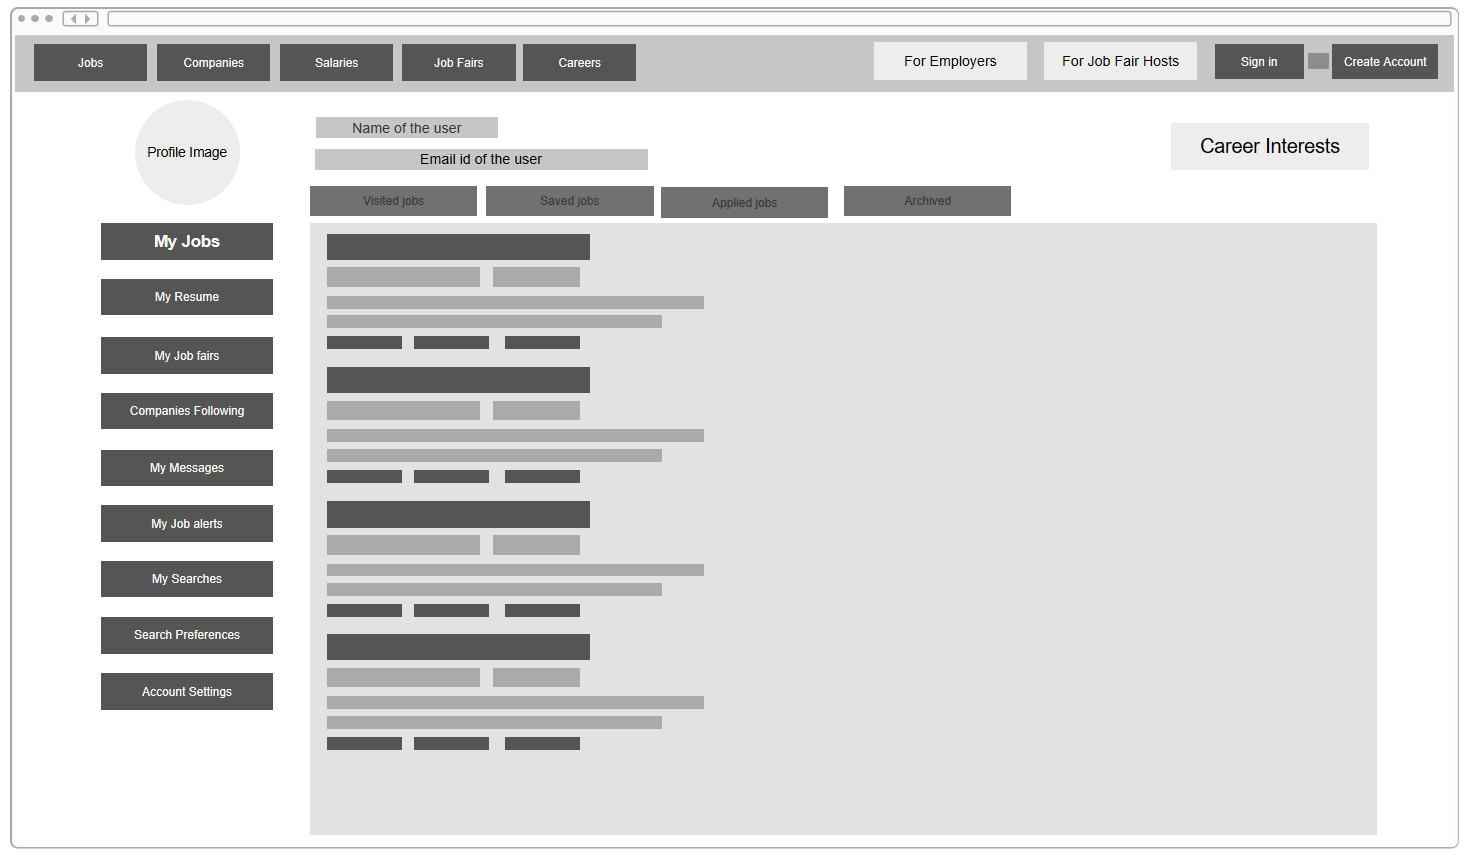 Jobs
Companies
Salaries
Job Fairs
Careers
For Employers
For Job Fair Hosts
Sign in
Create Account
Profile Image
Name of the user
Email id of the user
Career Interests
Visited jobs
Saved jobs
Applied jobs
Archived
My Jobs
My Resume
My Job fairs
Companies Following
My Messages
My Job alerts
My Searches
Search Preferences
Account Settings